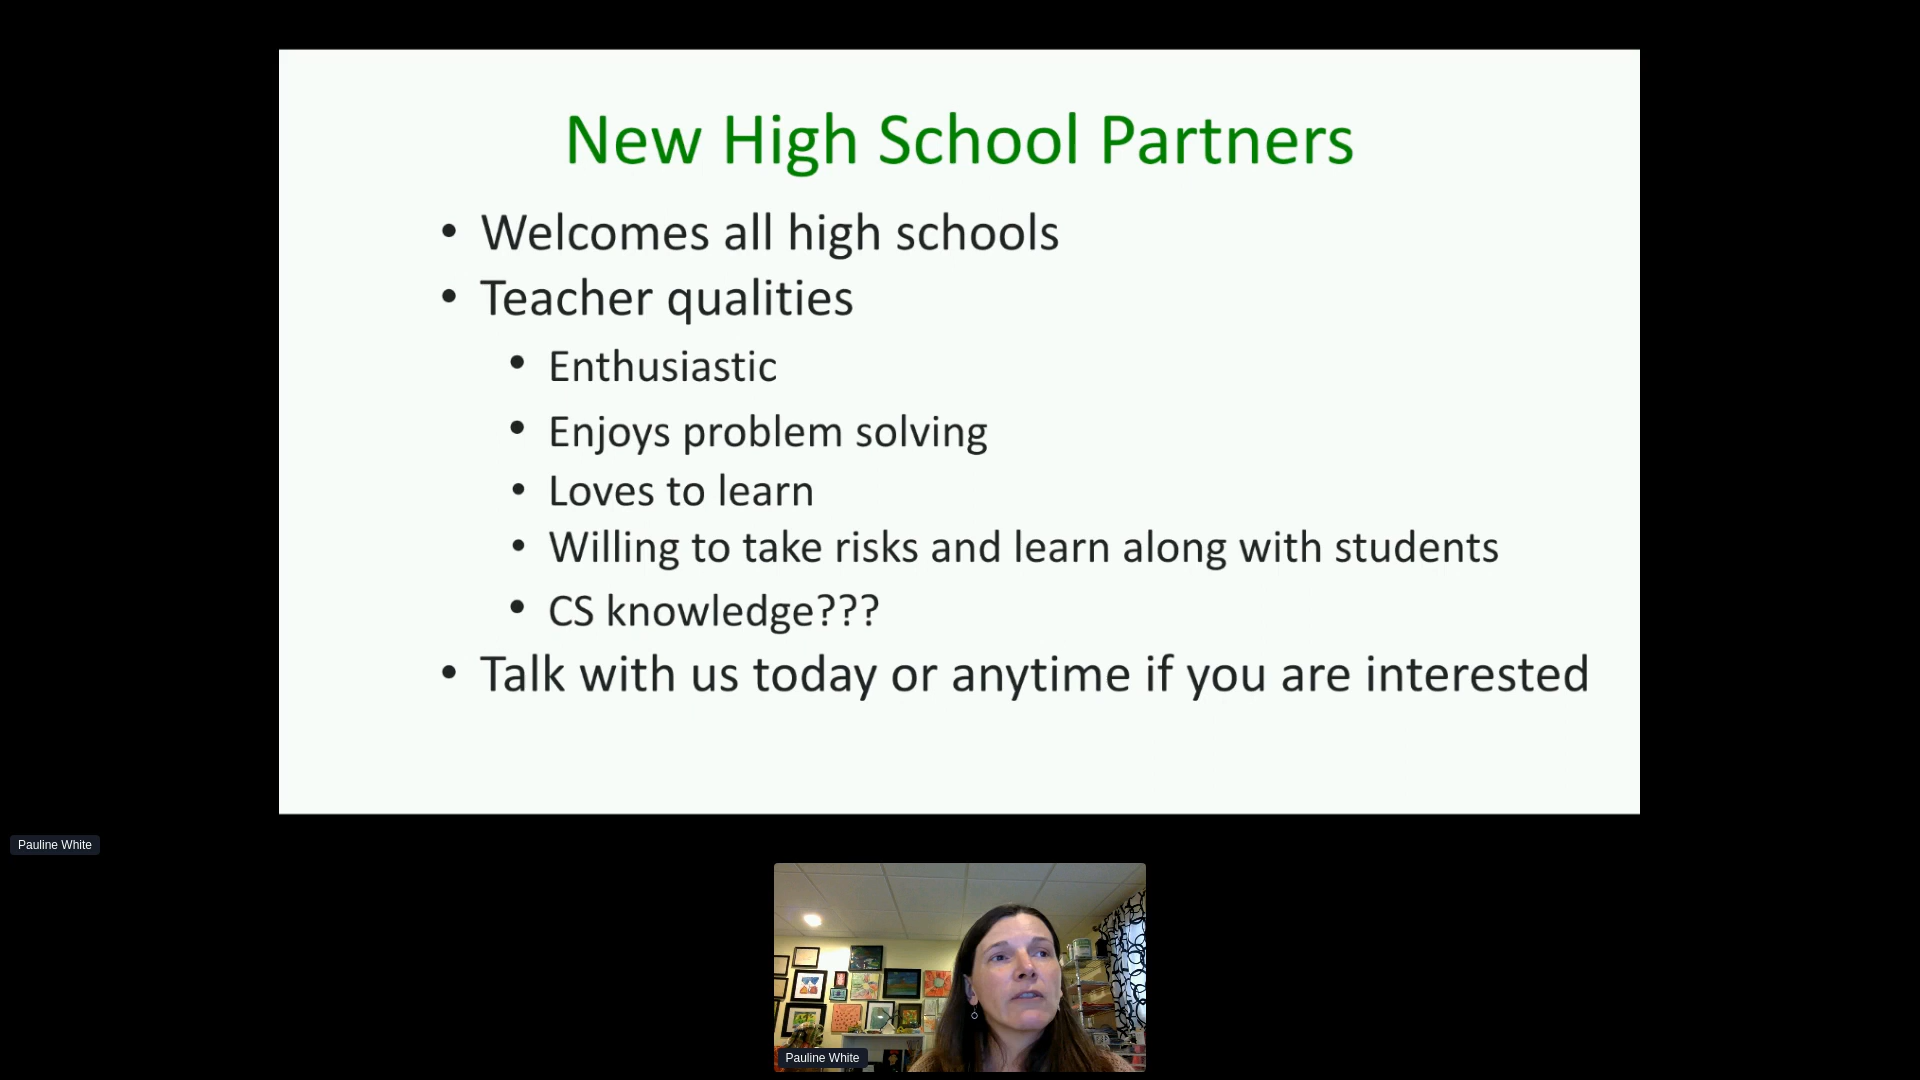 New High School Partners
• Welcomes all high schools
• Teacher qualities
• Enthusiastic
• Enjoys problem solving
• Loves to learn
• Willing to take risks and learn along with students
• CS knowledge???
• Talk with us today or anytime if you are interested
Pauline White
Pauline White